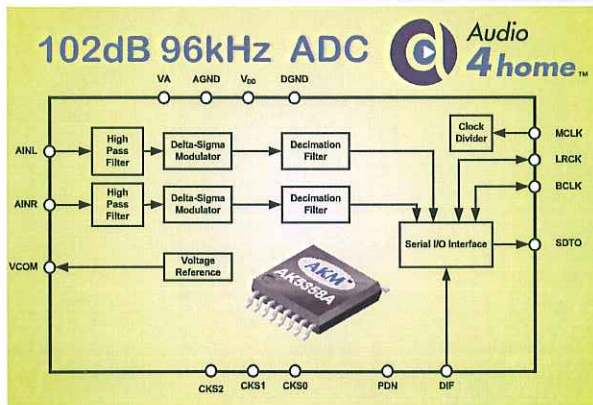 102dB 96kHz ADC
Audio
4home™
VA AGND VDD DGND
AINL
High Pass Filter
Delta-Sigma Modulator
Decimation Filter
Clock Divider
MCLK
LRCK
BCLK
AINR
High Pass Filter
Delta-Sigma Modulator
Decimation Filter
Serial I/O Interface
SDTO
VCOM
Voltage Reference
AKM
AK5358A
CKS2 CKS1 CKS0 PDN DIF